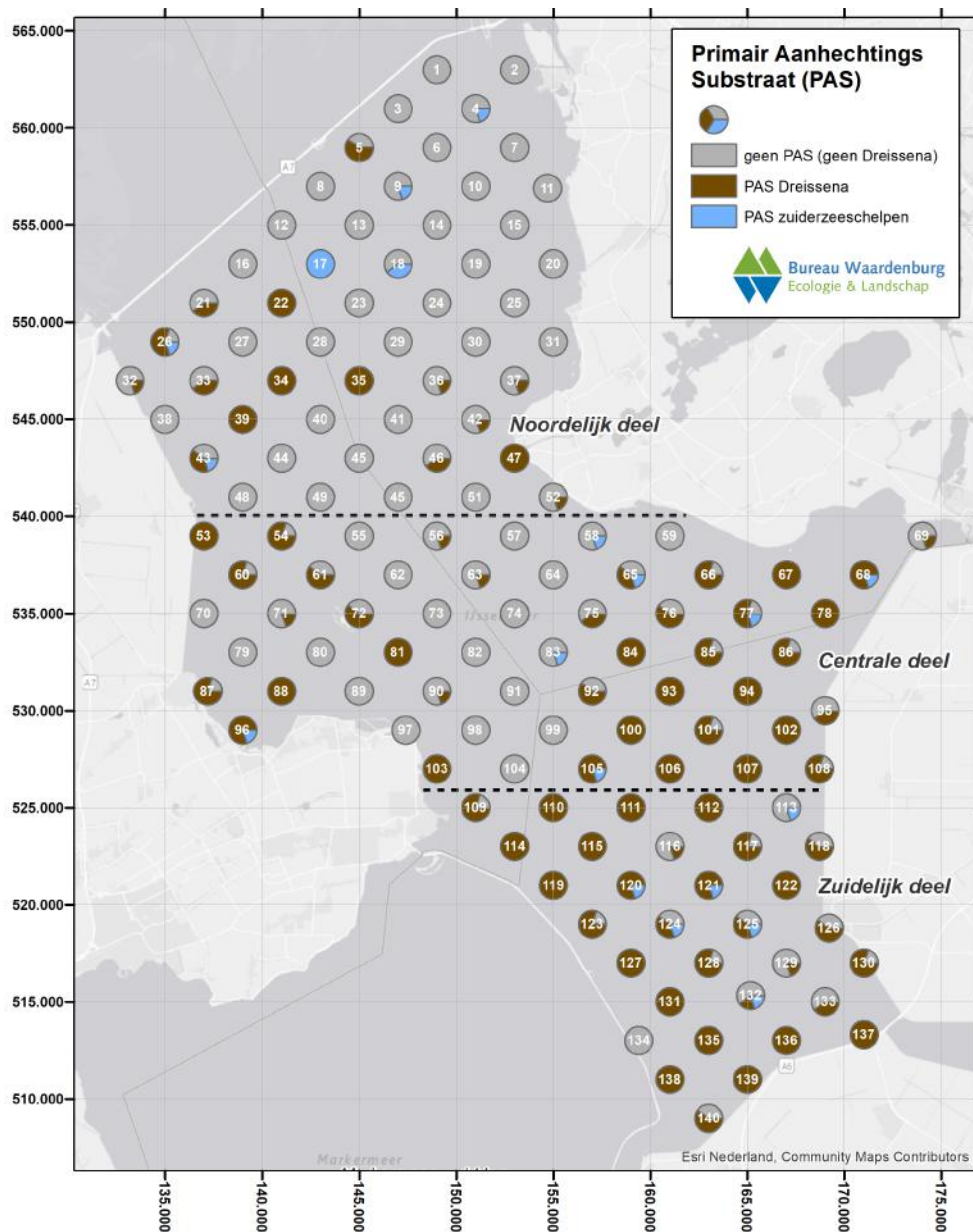 565.000
560.000
555.000
550.000
545.000
540.000
535.000
530.000
525.000
520.000
515.000
510.000
Primair Aanhechtings
Substraat (PAS)
geen PAS (geen Dreissena)
PAS Dreissena
PAS zuiderzeeschelpen
Bureau Waardenburg
Ecologie & Landschap
1 2
3 4
A7
5 6 7
8 9 10 11
12 13 14 15
16 17 18 19 20
21 22 23 24 25
26 27 28 29 30 31
32 33 34 35 36 37
38 39 40 41 42
Noordelijk deel
43 44 45 46 47
48 49 45 51 52
53 54 55 56 57 58 59 69
60 61 62 63 64 65 66 67 68
70 71 72 73 74 75 76 77 78
79 80 81 82 83 84 85 86
Centrale deel
A7
87 88 89 90 91 92 93 94 95
96 97 98 99 100 101 102
103 104 105 106 107 108
109 110 111 112 113
114 115 116 117 118
119 120 121 122
Zuidelijk deel
123 124 125 126
127 128 129 130
131 132 133
134 135 136 137
A6
138 139
140
Markermeer
Esri Nederland, Community Maps Contributors
135.000
140.000
145.000
150.000
155.000
160.000
165.000
170.000
175.000